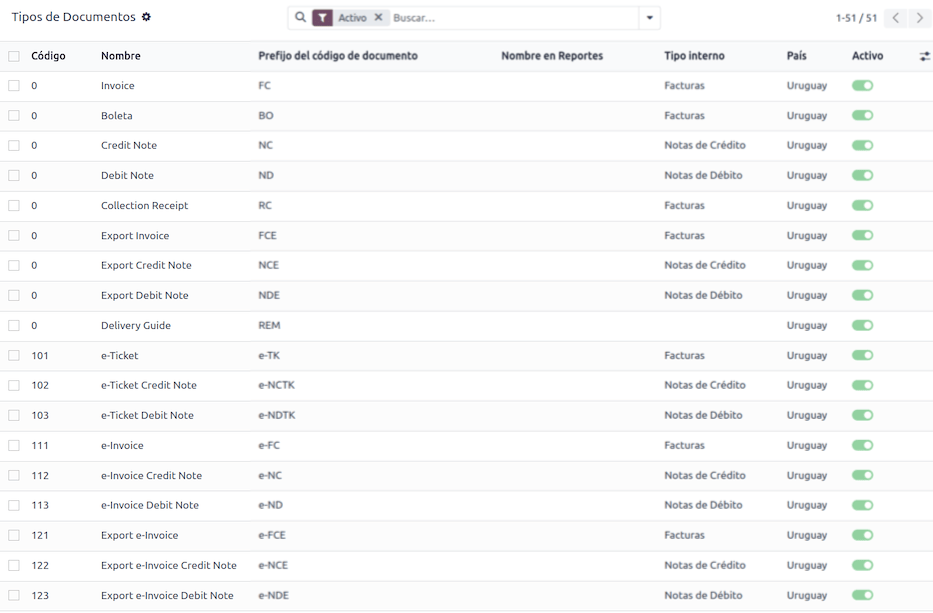 Tipos de Documentos
Activo Buscar...
1-51 / 51
Código Nombre Prefijo del código de documento Nombre en Reportes Tipo interno País Activo
0 Invoice FC Facturas Uruguay
0 Boleta BO Facturas Uruguay
0 Credit Note NC Notas de Crédito Uruguay
0 Debit Note ND Notas de Débito Uruguay
0 Collection Receipt RC Facturas Uruguay
0 Export Invoice FCE Facturas Uruguay
0 Export Credit Note NCE Notas de Crédito Uruguay
0 Export Debit Note NDE Notas de Débito Uruguay
0 Delivery Guide REM Uruguay
101 e-Ticket e-TK Facturas Uruguay
102 e-Ticket Credit Note e-NCTK Notas de Crédito Uruguay
103 e-Ticket Debit Note e-NDTK Notas de Débito Uruguay
111 e-Invoice e-FC Facturas Uruguay
112 e-Invoice Credit Note e-NC Notas de Crédito Uruguay
113 e-Invoice Debit Note e-ND Notas de Débito Uruguay
121 Export e-Invoice e-FCE Facturas Uruguay
122 Export e-Invoice Credit Note e-NCE Notas de Crédito Uruguay
123 Export e-Invoice Debit Note e-NDE Notas de Débito Uruguay